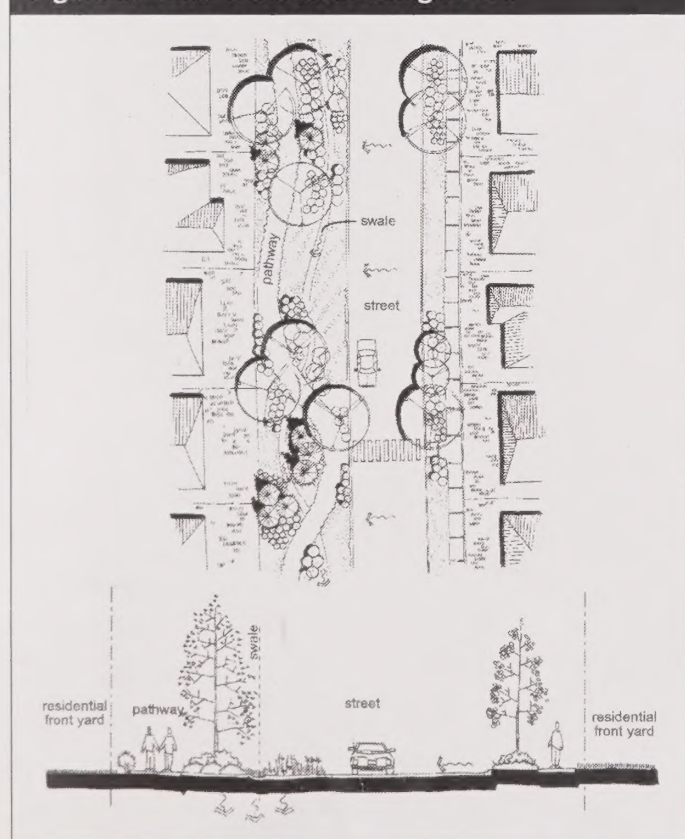 swale
pathway
street
swale
street
residential
front yard
pathway
residential
front yard